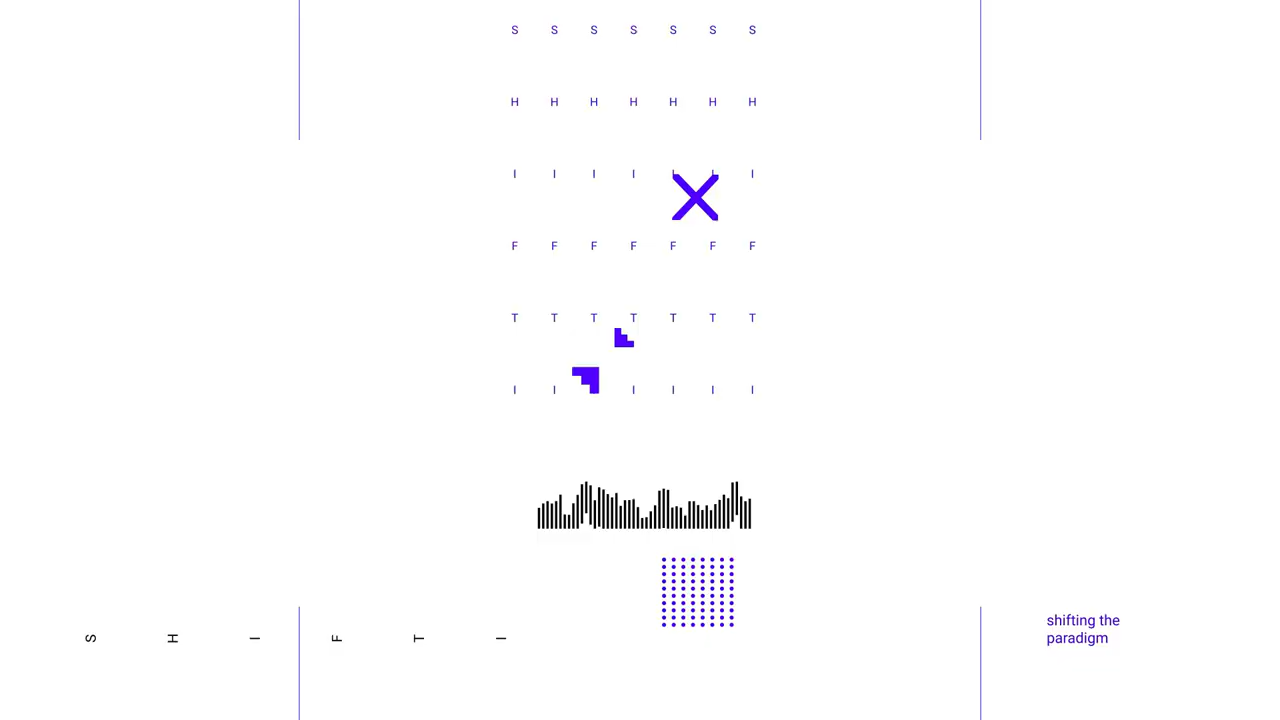 S S S S S S S
H H H H H H H
I I I I I I I
F F F F F F F
T T T T T T T
I I I I I I
S H I F T I
shifting the
paradigm